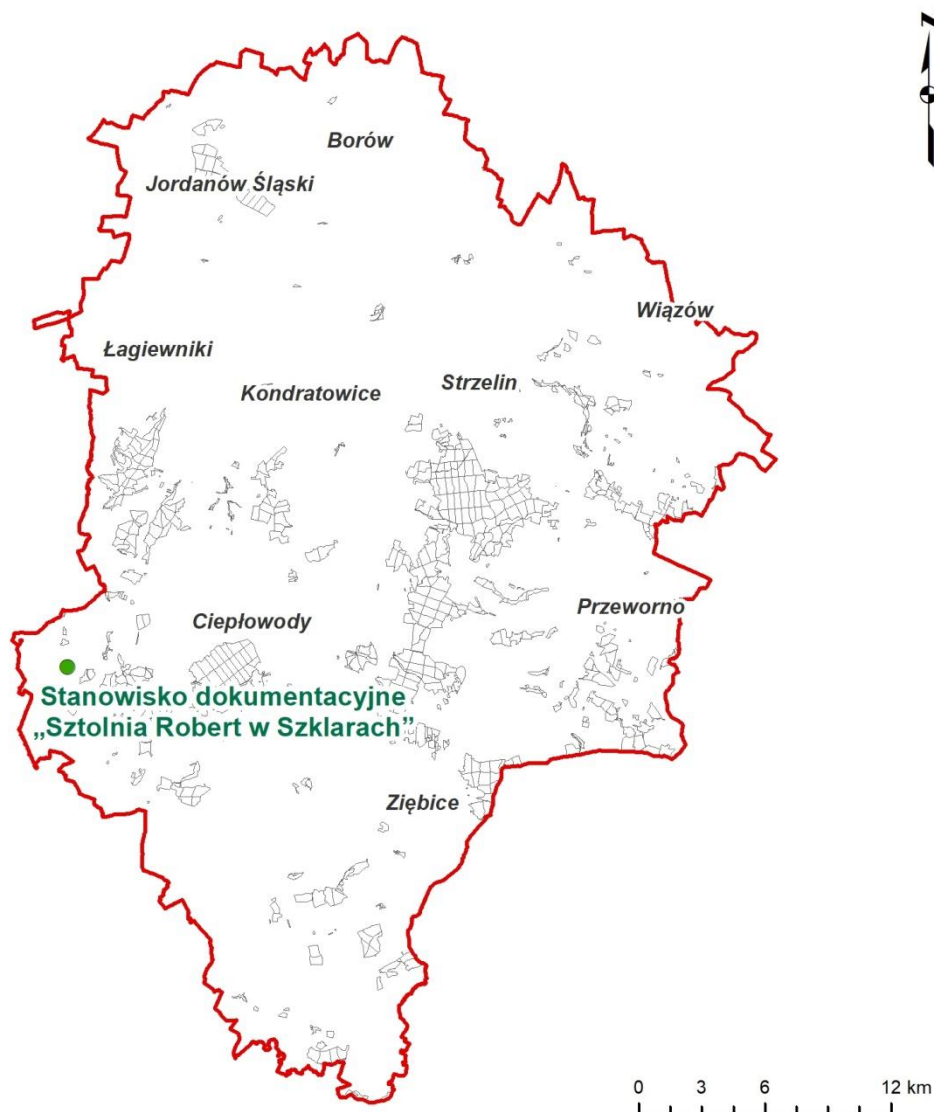 Borów
Jordanów Śląski
Wiązów
Łagiewniki
Kondratowice
Strzelin
Przeworno
Ciepłowody
Stanowisko dokumentacyjne
„Sztolnia Robert w Szklarach”
Ziębice
0 3 6 12 km